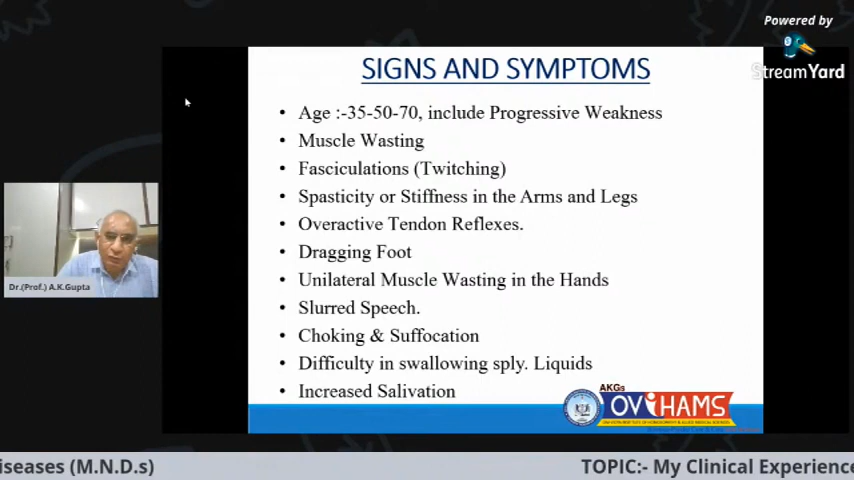 Powered by
StreamYard
SIGNS AND SYMPTOMS
• Age :-35-50-70, include Progressive Weakness
• Muscle Wasting
• Fasciculations (Twitching)
• Spasticity or Stiffness in the Arms and Legs
• Overactive Tendon Reflexes.
• Dragging Foot
• Unilateral Muscle Wasting in the Hands
• Slurred Speech.
• Choking & Suffocation
• Difficulty in swallowing sply. Liquids
• Increased Salivation
Dr.(Prof.) A.K.Gupta
AKGs
OVIHAMS
iseases (M.N.D.s)
TOPIC:- My Clinical Experience